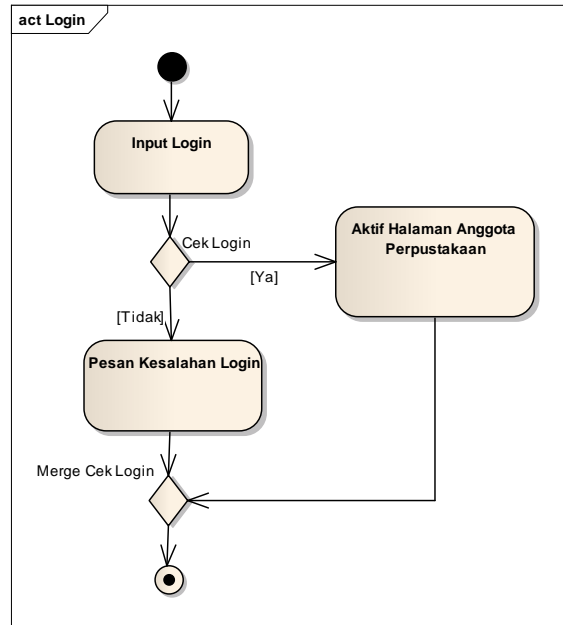 act Login
Input Login
Cek Login
[Ya]
Aktif Halaman Anggota
Perpustakaan
[Tidak]
Pesan Kesalahan Login
Merge Cek Login